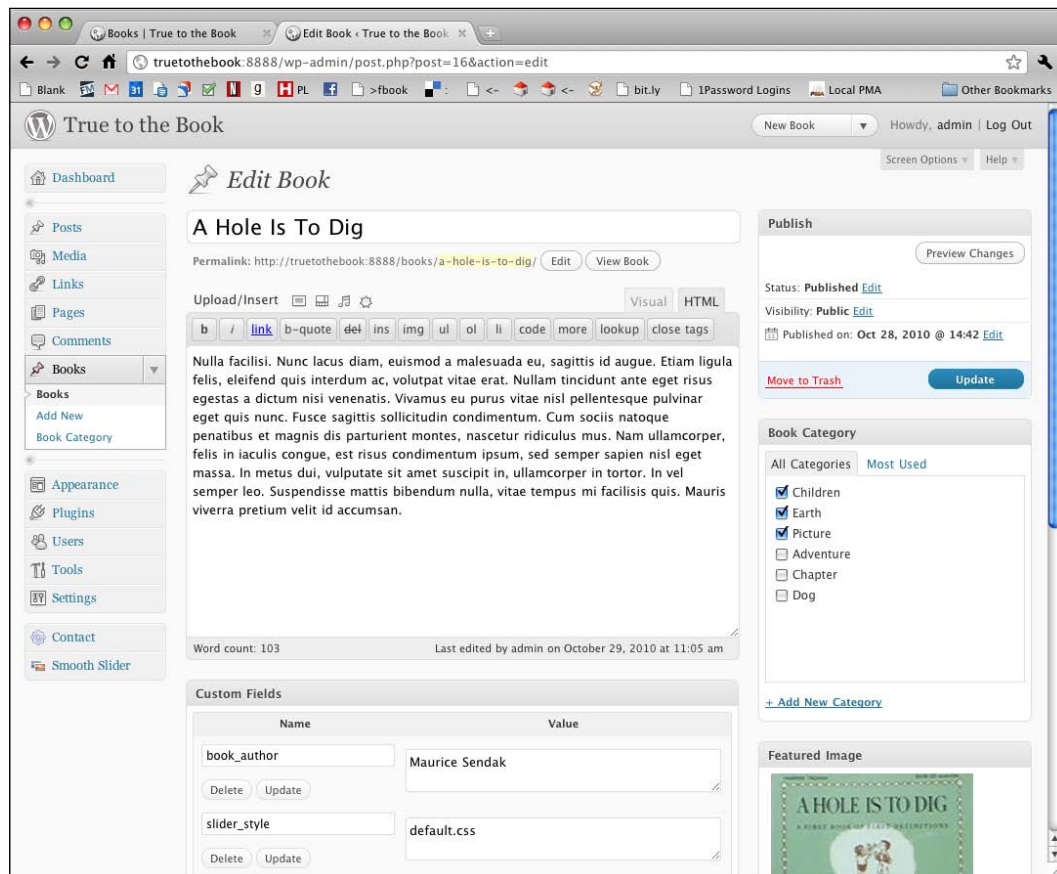 Books | True to the Book
Edit Book ‹ True to the Book
truetothebook:8888/wp-admin/post.php?post=16&action=edit
Blank
PL
>fbook
:
<-
<-
bit.ly
1Password Logins
Local PMA
Other Bookmarks
True to the Book
New Book
Howdy, admin | Log Out
Screen Options
Help
Dashboard
Posts
Media
Links
Pages
Comments
Books
Books
Add New
Book Category
Appearance
Plugins
Users
Tools
Settings
Contact
Smooth Slider
Edit Book
A Hole Is To Dig
Permalink: http://truetothebook:8888/books/a-hole-is-to-dig/ Edit View Book
Upload/Insert
Visual HTML
b i link b-quote del ins img ul ol li code more lookup close tags
Nulla facilisi. Nunc lacus diam, euismod a malesuada eu, sagittis id augue. Etiam ligula
felis, eleifend quis interdum ac, volutpat vitae erat. Nullam tincidunt ante eget risus
egestas a dictum nisi venenatis. Vivamus eu purus vitae nisl pellentesque pulvinar
eget quis nunc. Fusce sagittis sollicitudin condimentum. Cum sociis natoque
penatibus et magnis dis parturient montes, nascetur ridiculus mus. Nam ullamcorper,
felis in iaculis congue, est risus condimentum ipsum, sed semper sapien nisl eget
massa. In metus dui, vulputate sit amet suscipit in, ullamcorper in tortor. In vel
semper leo. Suspendisse mattis bibendum nulla, vitae tempus mi facilisis quis. Mauris
viverra pretium velit id accumsan.
Word count: 103
Last edited by admin on October 29, 2010 at 11:05 am
Custom Fields
Name Value
book_author
Maurice Sendak
Delete Update
slider_style
default.css
Delete Update
Publish
Preview Changes
Status: Published Edit
Visibility: Public Edit
Published on: Oct 28, 2010 @ 14:42 Edit
Move to Trash
Update
Book Category
All Categories Most Used
Children
Earth
Picture
Adventure
Chapter
Dog
+ Add New Category
Featured Image
A HOLE IS TO DIG
A FIRST BOOK OF FIRST DEFINITIONS